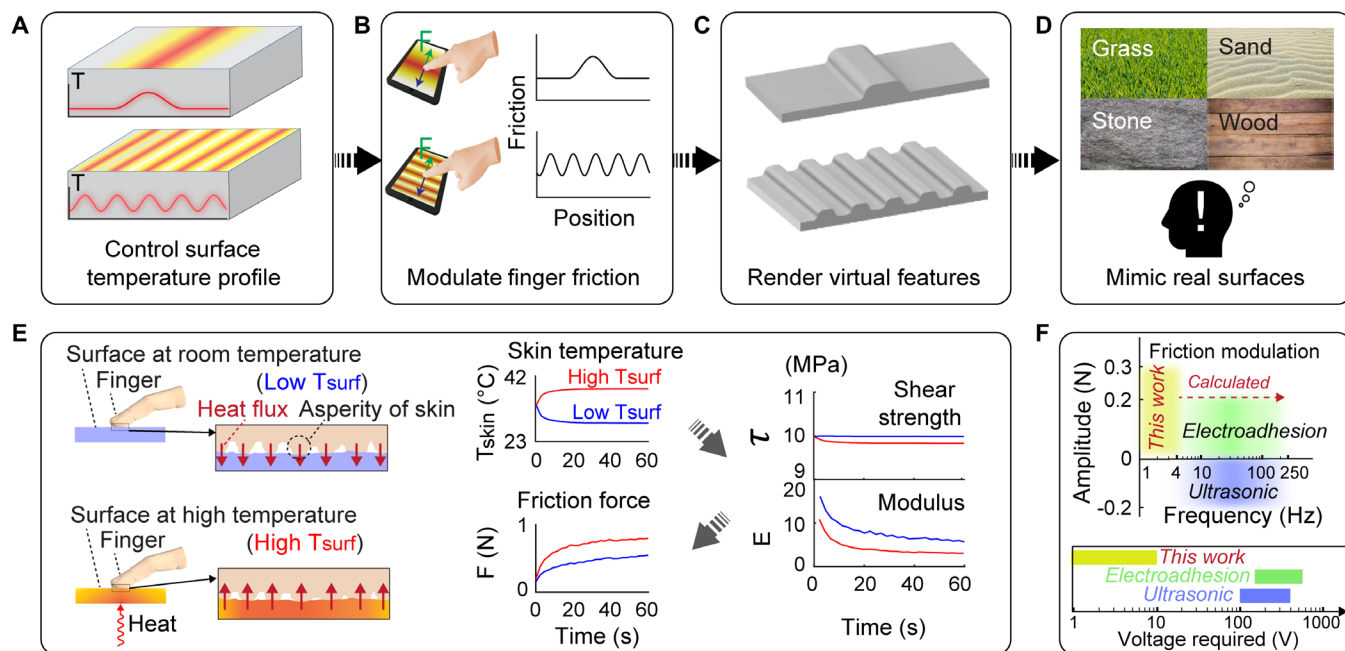 A
T
T
Control surface
temperature profile
B
F
F
Friction
Position
Modulate finger friction
C
Render virtual features
D
Grass
Sand
Stone
Wood
!
Mimic real surfaces
E
Surface at room temperature
Finger
(Low Tsurf)
Heat flux
Asperity of skin
Surface at high temperature
Finger
(High Tsurf)
Heat
Skin temperature
Tskin (°C)
42
23
High Tsurf
Low Tsurf
0 20 40 60
Friction force
F (N)
1
0
0 20 40 60
Time (s)
(MPa)
11
10
9
τ
Shear
strength
20
10
0
E
Modulus
0 20 40 60
Time (s)
F
Friction modulation
Amplitude (N)
0.3
0.2
0
-0.2
This work
Calculated
Electroadhesion
1 4 10 100 250
Ultrasonic
Frequency (Hz)
This work
Electroadhesion
Ultrasonic
1 10 100 1000
Voltage required (V)